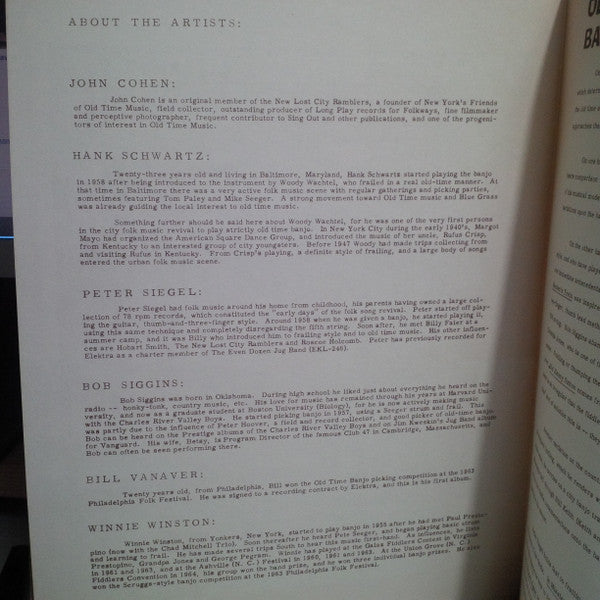 ABOUT THE ARTISTS:
JOHN COHEN:
John Cohen is an original member of the New Lost City Ramblers, a founder of New York's Friends
of Old Time Music, field collector, outstanding producer of Long Play records for Folkways, fine filmmaker
and perceptive photographer, frequent contributor to Sing Out and other publications, and one of the progeni-
tors of interest in Old Time Music.
HANK SCHWARTZ:
Twenty-three years old and living in Baltimore, Maryland, Hank Schwartz started playing the banjo
in 1958 after being introduced to the instrument by Woody Wachtel, who frailed in a real old-time manner. At
that time in Baltimore there was a very active folk music scene with regular gatherings and picking parties,
sometimes featuring Tom Paley and Mike Seeger. A strong movement toward Old Time music and Blue Grass
was already guiding the local interest to old time music.
Something further should be said here about Woody Wachtel, for he was one of the very first persons
in the city folk music revival to play strictly old time banjo. In New York City during the early 1940's, Margot
Mayo had organized the American Square Dance Group, and introduced the music of her uncle, Rufus Crisp,
from Kentucky to an interested group of city youngsters. Before 1947 Woody had made trips collecting from
and visiting Rufus in Kentucky. From Crisp's playing, a definite style of frailing, and a large body of songs
entered the urban folk music scene.
PETER SIEGEL:
Peter Siegel had folk music around his home from childhood, his parents having owned a large col-
lection of 78 rpm records, which constituted the "early days" of the folk song revival. Peter started off play-
ing the guitar, thumb-and-three-finger style. Around 1958 when he was given a banjo, he started playing it,
using this same technique and completely disregarding the fifth string. Soon after, he met Billy Faier at a
summer camp, and it was Billy who introduced him to frailing style and to old time music. His other influen-
ces are Hobart Smith, The New Lost City Ramblers and Roscoe Holcomb. Peter has previously recorded for
Elektra as a charter member of The Even Dozen Jug Band (EKL-246).
BOB SIGGINS:
Bob Siggins was born in Oklahoma. During high school he liked just about everything he heard on the
radio -- honky-tonk, country music, etc. His love for music has remained through his years at Harvard Uni-
versity, and now as a graduate student at Boston University (Biology), for he is now actively making music
with the Charles River Valley Boys. He started picking banjo in 1957, using a Seeger strum and frail. This
was partly due to the influence of Peter Hoover, a field and record collector, and good picker of old-time banjo.
Bob can be heard on the Prestige albums of the Charles River Valley Boys and on Jim Kweskin's Jug Band album
for Vanguard. His wife, Betsy, is Program Director of the famous Club 47 in Cambridge, Massachusetts, and
Bob can often be seen performing there.
BILL VANAVER:
Twenty years old, from Philadelphia, Bill won the Old Time Banjo picking competition at the 1962
Philadelphia Folk Festival. He was signed to a recording contract by Elektra, and this is his first album.
WINNIE WINSTON:
Winnie Winston, from Yonkers, New York, started to play banjo in 1955 after he had met Paul Presto-
pino (now with the Chad Mitchell Trio). Soon thereafter he heard Pete Seeger, and began playing basic strum
and learning to frail. He has made several trips South to hear this music first-hand. As influences, he lists
Prestopino, Grandpa Jones and George Pegram. Winnie has played at the Galax Fiddlers Contest in Virginia
in 1961 and 1963, and at the Ashville (N. C.) Festival in 1960, 1961 and 1963. At the Union Grove (N. C.)
Fiddlers Convention in 1964, his group won the band prize, and he won three individual banjo prizes. He also
won the Scruggs-style banjo competition at the 1963 Philadelphia Folk Festival.